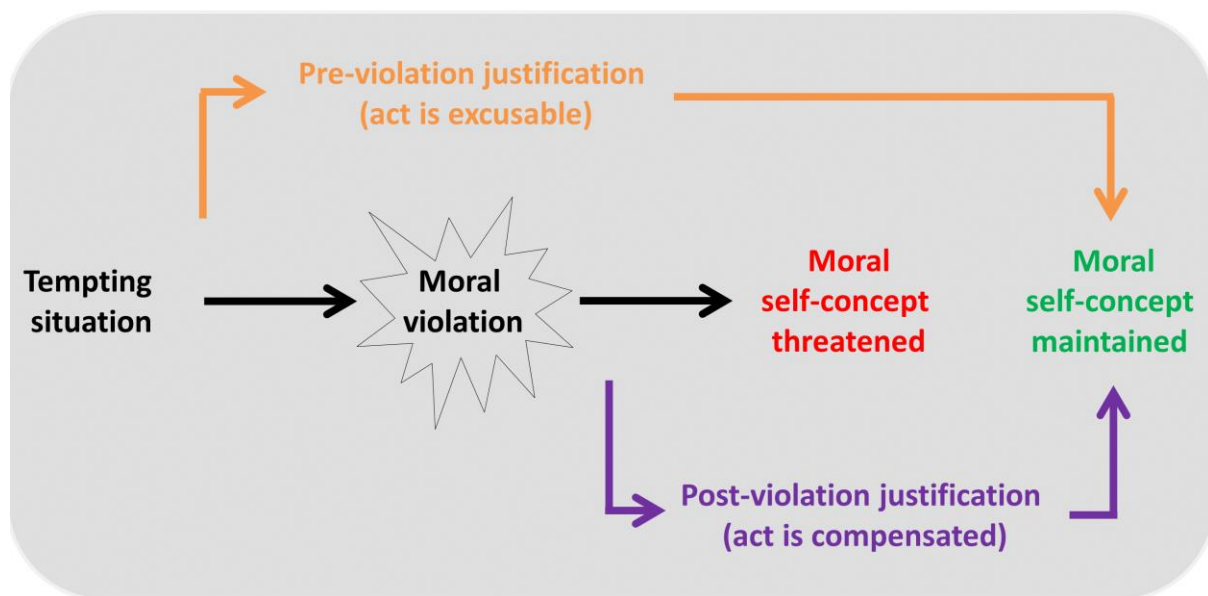 Pre-violation justification
(act is excusable)
Tempting
situation
Moral
violation
Moral
self-concept
threatened
Moral
self-concept
maintained
Post-violation justification
(act is compensated)